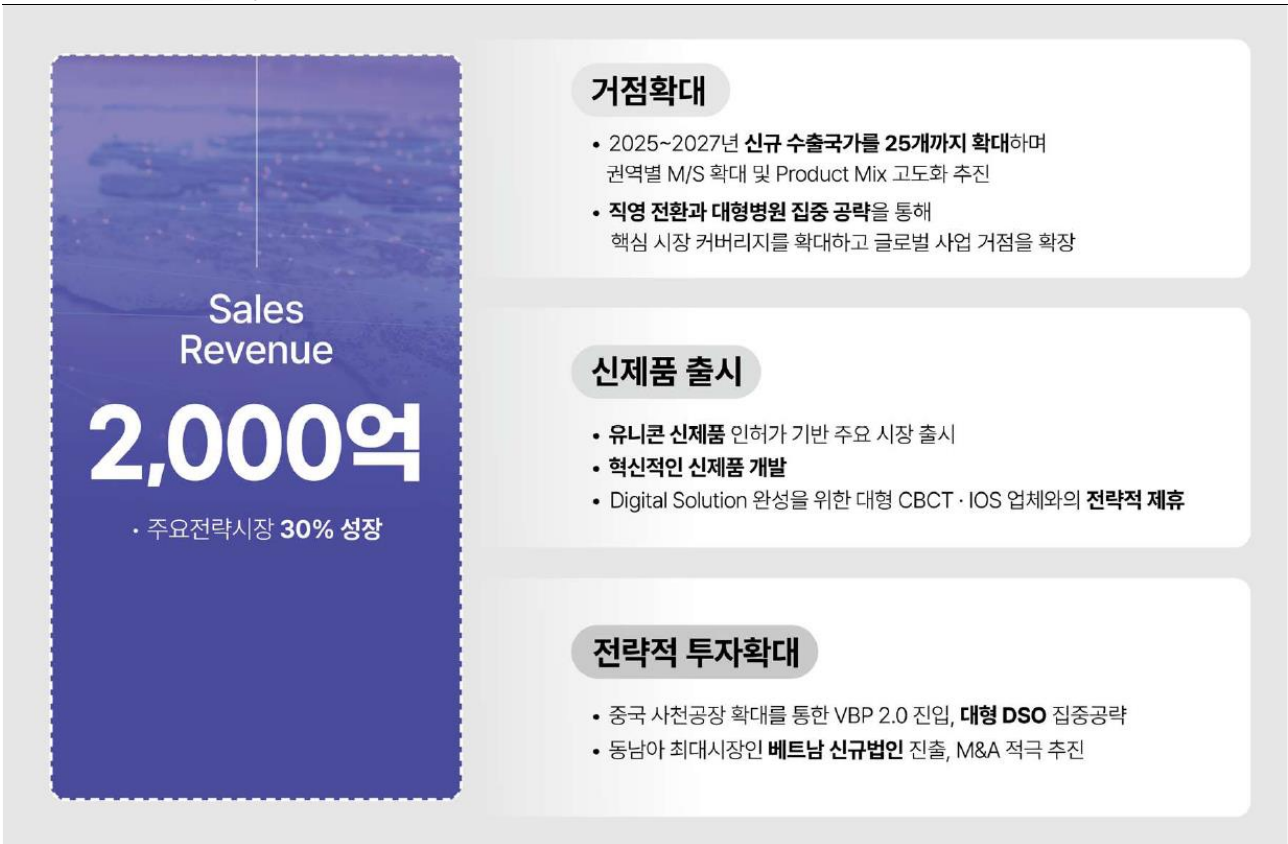 Sales
Revenue
2,000억
· 주요전략시장 30% 성장
거점확대
• 2025~2027년 신규 수출국가를 25개까지 확대하며
권역별 M/S 확대 및 Product Mix 고도화 추진
• 직영 전환과 대형병원 집중 공략을 통해
핵심 시장 커버리지를 확대하고 글로벌 사업 거점을 확장
신제품 출시
• 유니콘 신제품 인허가 기반 주요 시장 출시
• 혁신적인 신제품 개발
• Digital Solution 완성을 위한 대형 CBCT · IOS 업체와의 전략적 제휴
전략적 투자확대
• 중국 사천공장 확대를 통한 VBP 2.0 진입, 대형 DSO 집중공략
• 동남아 최대시장인 베트남 신규법인 진출, M&A 적극 추진